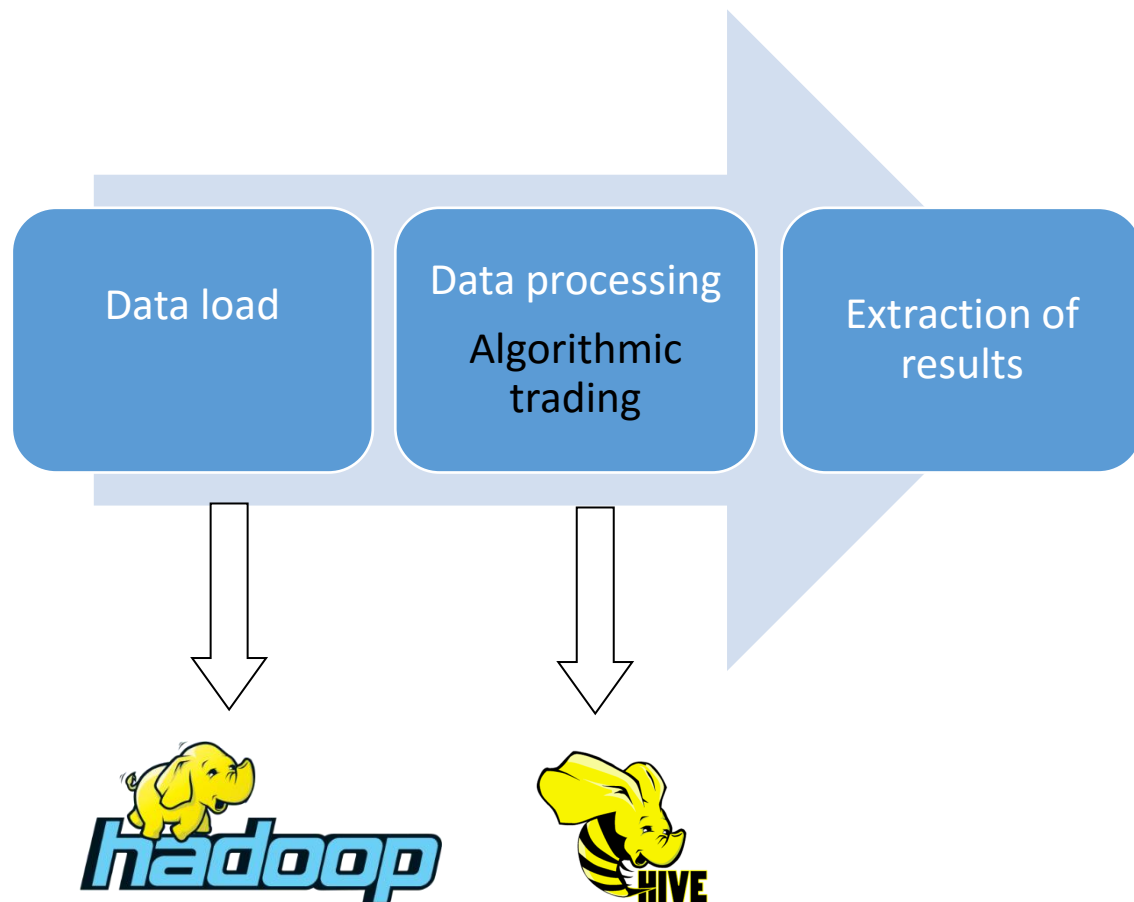 Data load
Data processing
Algorithmic
trading
Extraction of
results
hadoop
HIVE